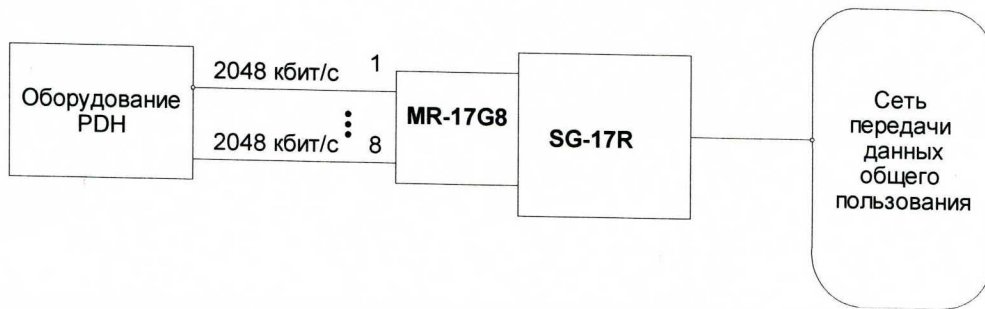 Оборудование
PDH
2048 кбит/с 1
2048 кбит/с 8
MR-17G8
SG-17R
Сеть
передачи
данных
общего
пользования